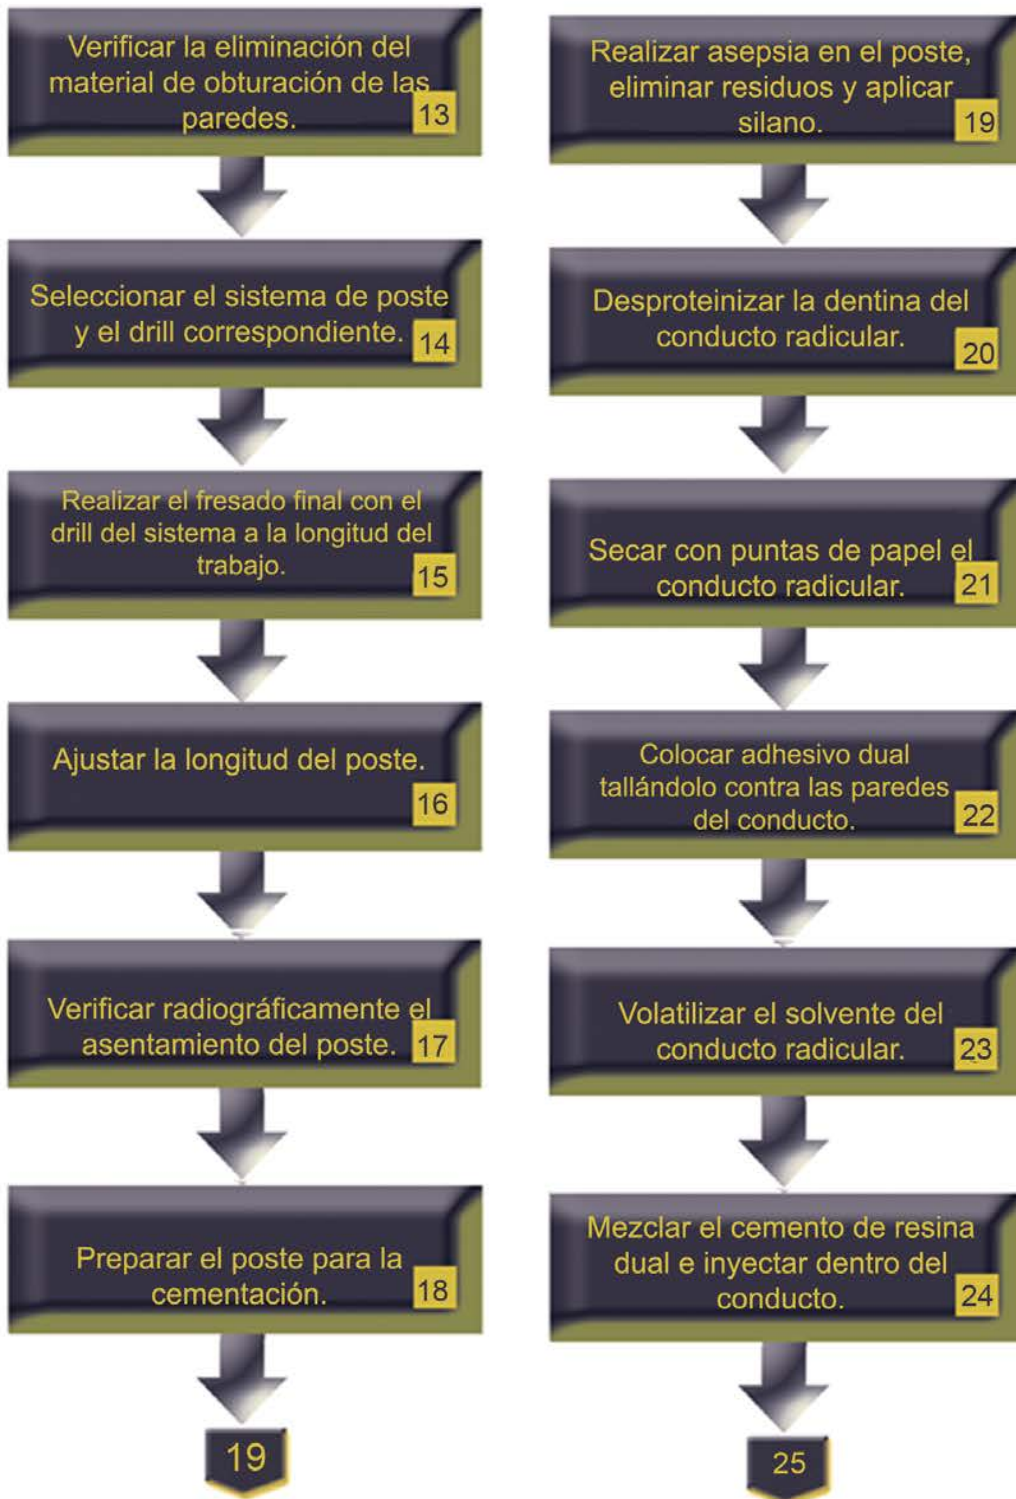 Verificar la eliminación del
material de obturación de las
paredes.
13
Seleccionar el sistema de poste
y el drill correspondiente.
14
Realizar el fresado final con el
drill del sistema a la longitud del
trabajo.
15
Ajustar la longitud del poste.
16
Verificar radiográficamente el
asentamiento del poste.
17
Preparar el poste para la
cementación.
18
19
Realizar asepsia en el poste,
eliminar residuos y aplicar
silano.
19
Desproteinizar la dentina del
conducto radicular.
20
Secar con puntas de papel el
conducto radicular.
21
Colocar adhesivo dual
tallándolo contra las paredes
del conducto.
22
Volatilizar el solvente del
conducto radicular.
23
Mezclar el cemento de resina
dual e inyectar dentro del
conducto.
24
25